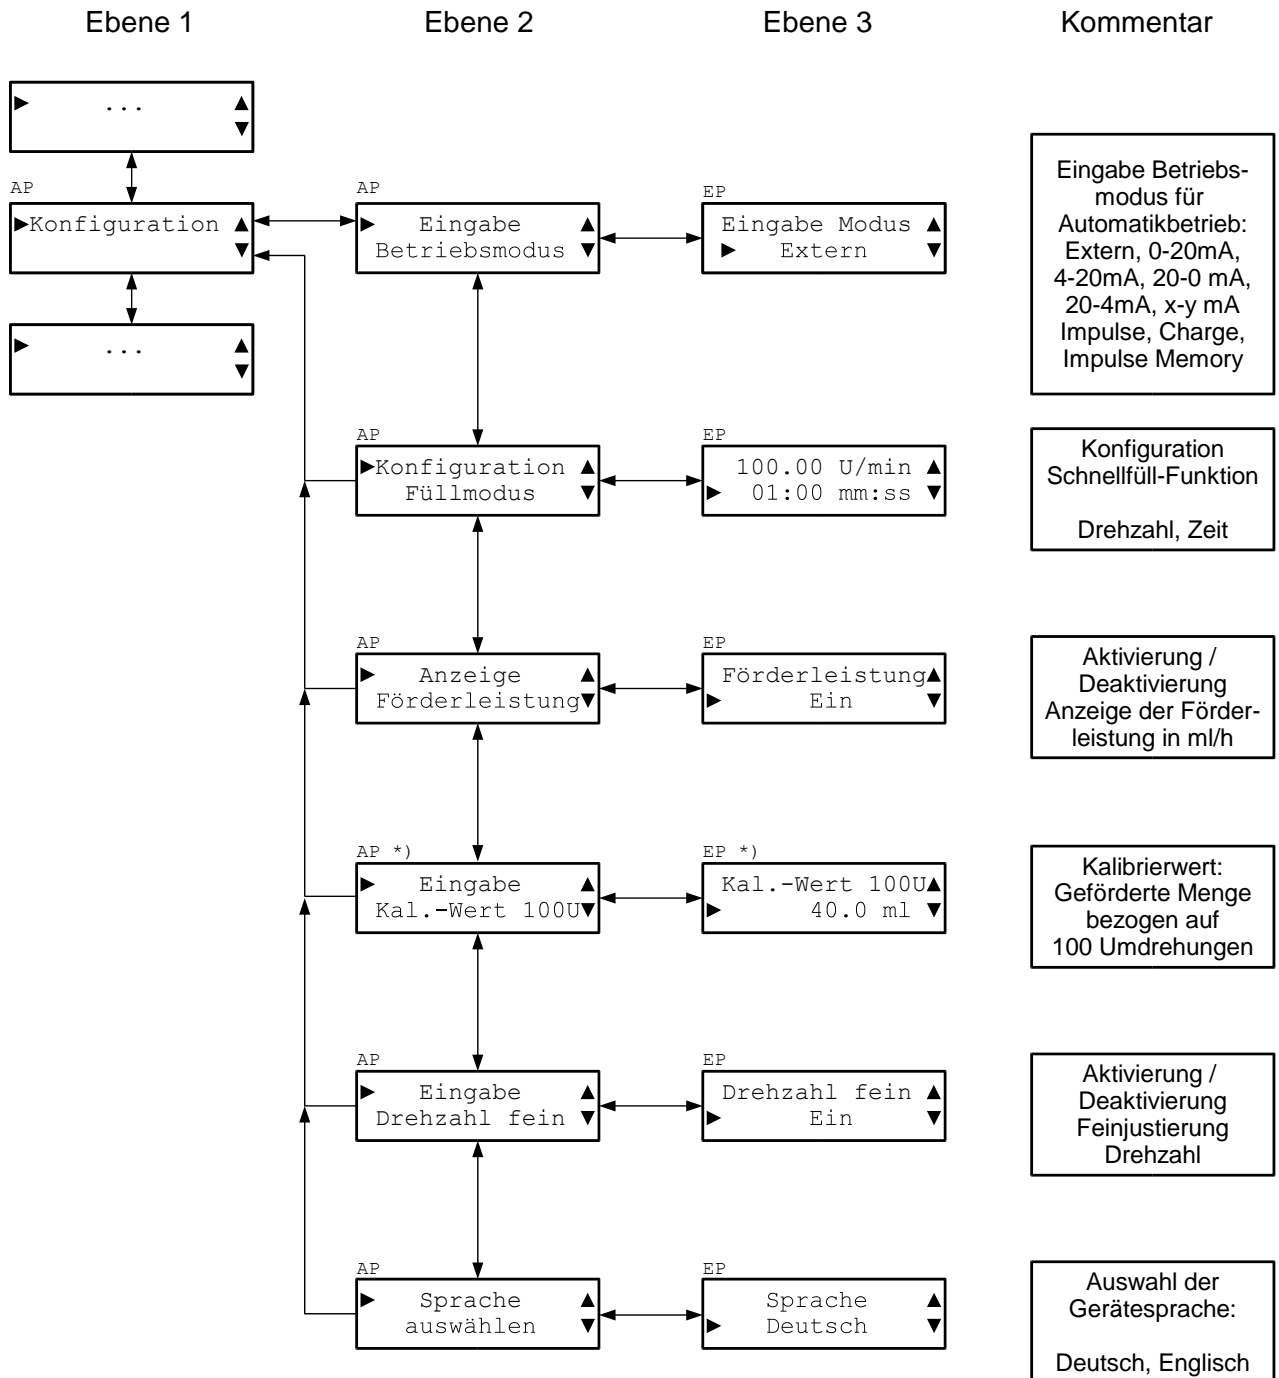 Ebene 1 Ebene 2 Ebene 3 Kommentar
► ... ▲
▼
AP
►Konfiguration ▲
▼
► ... ▲
▼
AP
► Eingabe ▲
Betriebsmodus ▼
EP
Eingabe Modus ▲
► Extern ▼
Eingabe Betriebs-
modus für
Automatikbetrieb:
Extern, 0-20mA,
4-20mA, 20-0 mA,
20-4mA, x-y mA
Impulse, Charge,
Impulse Memory
AP
►Konfiguration ▲
Füllmodus ▼
EP
100.00 U/min ▲
► 01:00 mm:ss ▼
Konfiguration
Schnellfüll-Funktion
Drehzahl, Zeit
AP
► Anzeige ▲
Förderleistung▼
EP
Förderleistung▲
► Ein ▼
Aktivierung /
Deaktivierung
Anzeige der Förder-
leistung in ml/h
AP *)
► Eingabe ▲
Kal.-Wert 100U▼
EP *)
Kal.-Wert 100U▲
► 40.0 ml ▼
Kalibrierwert:
Geförderte Menge
bezogen auf
100 Umdrehungen
AP
► Eingabe ▲
Drehzahl fein ▼
EP
Drehzahl fein ▲
► Ein ▼
Aktivierung /
Deaktivierung
Feinjustierung
Drehzahl
AP
► Sprache ▲
auswählen ▼
EP
Sprache ▲
► Deutsch ▼
Auswahl der
Gerätesprache:
Deutsch, Englisch